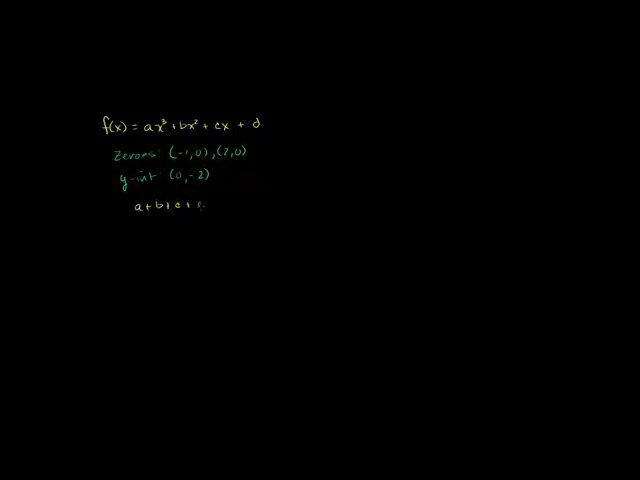 f(x) = ax³ + bx² + cx + d
zeroes: (-1,0), (2,0)
y-int: (0,-2)
a + b + c +